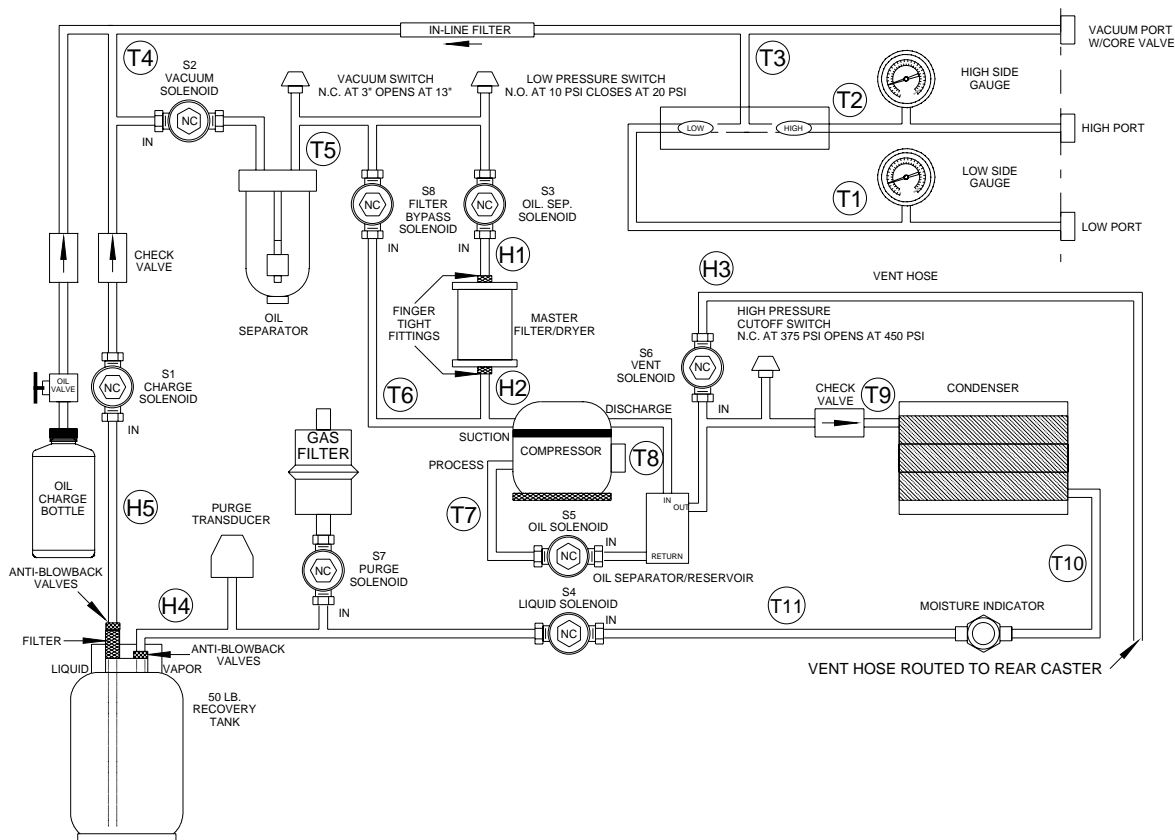 IN-LINE FILTER
VACUUM PORT
W/CORE VALVE
T4
T3
S2
VACUUM
SOLENOID
NC
IN
VACUUM SWITCH
N.C. AT 3" OPENS AT 13"
LOW PRESSURE SWITCH
N.O. AT 10 PSI CLOSES AT 20 PSI
HIGH SIDE
GAUGE
T2
LOW
HIGH
HIGH PORT
T5
S8
FILTER
BYPASS
SOLENOID
NC
IN
S3
OIL. SEP.
SOLENOID
NC
IN
LOW SIDE
GAUGE
T1
LOW PORT
CHECK
VALVE
H1
H3
VENT HOSE
OIL
SEPARATOR
FINGER
TIGHT
FITTINGS
MASTER
FILTER/DRYER
HIGH PRESSURE
CUTOFF SWITCH
N.C. AT 375 PSI OPENS AT 450 PSI
S6
VENT
SOLENOID
NC
IN
OIL
VALVE
S1
CHARGE
SOLENOID
NC
IN
T6
H2
CHECK
VALVE
T9
CONDENSER
GAS
FILTER
SUCTION
DISCHARGE
COMPRESSOR
PROCESS
T8
OIL
CHARGE
BOTTLE
H5
PURGE
TRANSDUCER
T7
IN
OUT
RETURN
S5
OIL SOLENOID
NC
IN
OIL SEPARATOR/RESERVOIR
S7
PURGE
SOLENOID
NC
IN
T10
ANTI-BLOWBACK
VALVES
H4
S4
LIQUID SOLENOID
NC
IN
T11
MOISTURE INDICATOR
FILTER
ANTI-BLOWBACK
VALVES
LIQUID
VAPOR
VENT HOSE ROUTED TO REAR CASTER
50 LB.
RECOVERY
TANK